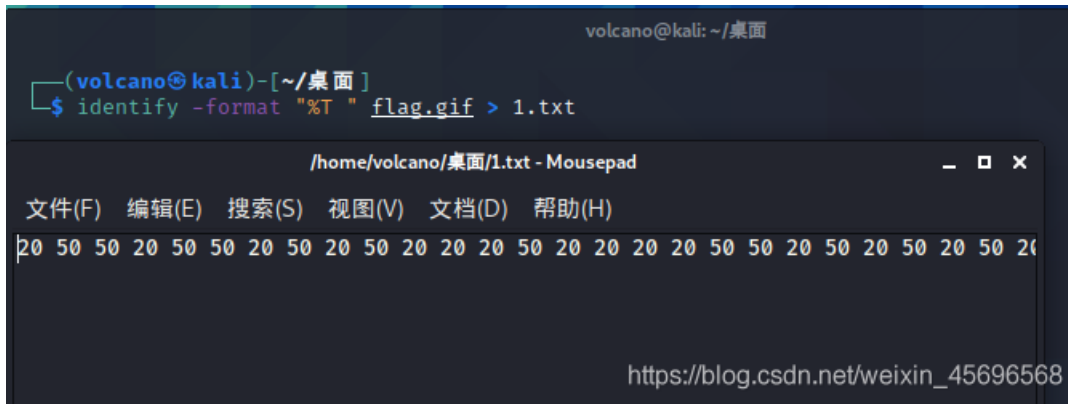 volcano@kali: ~/桌面
┌──(volcano㉿kali)-[~/桌面]
└─$ identify -format "%T " flag.gif > 1.txt
/home/volcano/桌面/1.txt - Mousepad
文件(F) 编辑(E) 搜索(S) 视图(V) 文档(D) 帮助(H)
20 50 50 20 50 50 20 50 20 50 20 20 20 50 20 20 20 20 50 50 20 50 20 50 20 50 20
https://blog.csdn.net/weixin_45696568